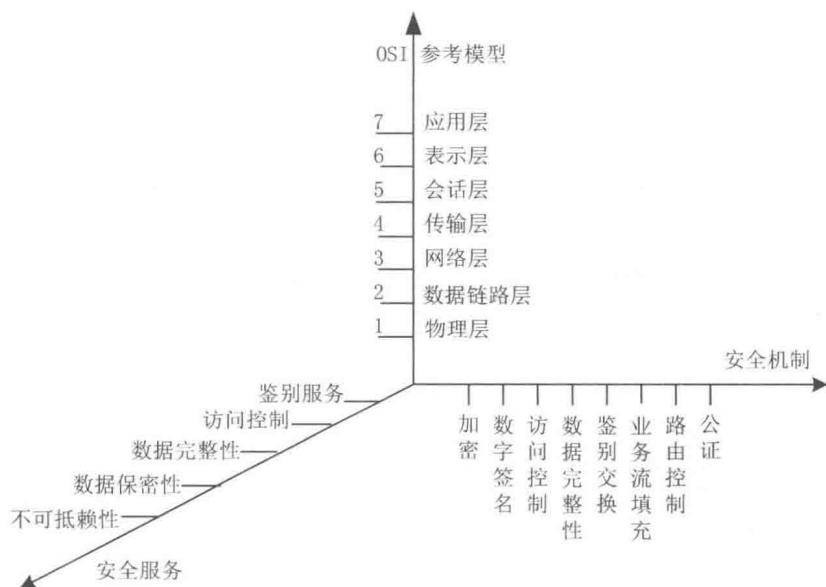 OSI 参考模型
7 应用层
6 表示层
5 会话层
4 传输层
3 网络层
2 数据链路层
1 物理层
安全机制
鉴别服务
访问控制
数据完整性
数据保密性
不可抵赖性
安全服务
加密
数字签名
访问控制
数据完整性
鉴别交换
业务流填充
路由控制
公证